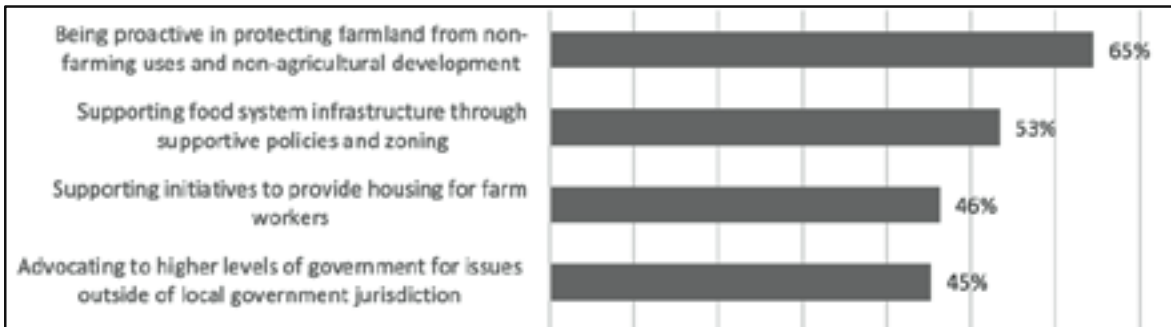 Being proactive in protecting farmland from non-
farming uses and non-agricultural development
65%
Supporting food system infrastructure through
supportive policies and zoning
53%
Supporting initiatives to provide housing for farm
workers
46%
Advocating to higher levels of government for issues
outside of local government jurisdiction
45%